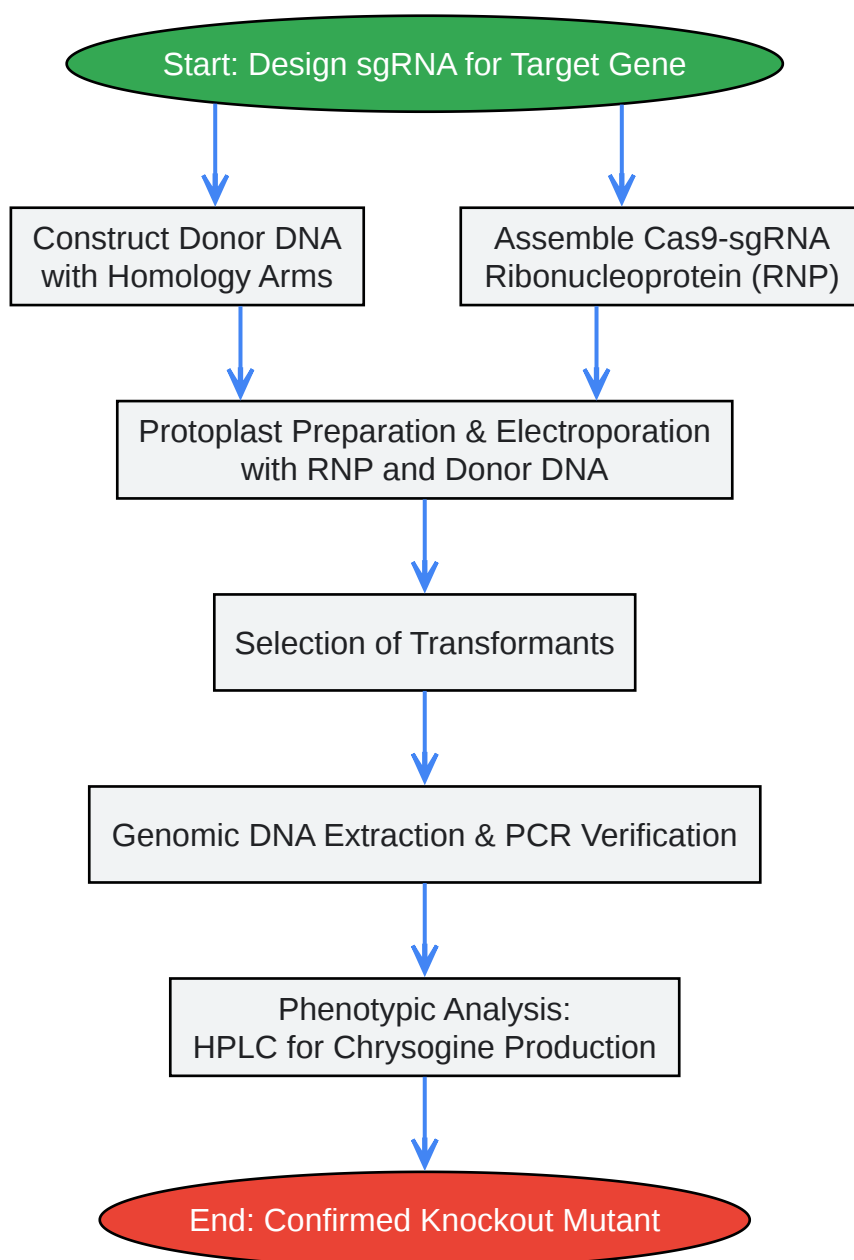 Start: Design sgRNA for Target Gene
Construct Donor DNA
with Homology Arms
Assemble Cas9-sgRNA
Ribonucleoprotein (RNP)
Protoplast Preparation & Electroporation
with RNP and Donor DNA
Selection of Transformants
Genomic DNA Extraction & PCR Verification
Phenotypic Analysis:
HPLC for Chrysogine Production
End: Confirmed Knockout Mutant